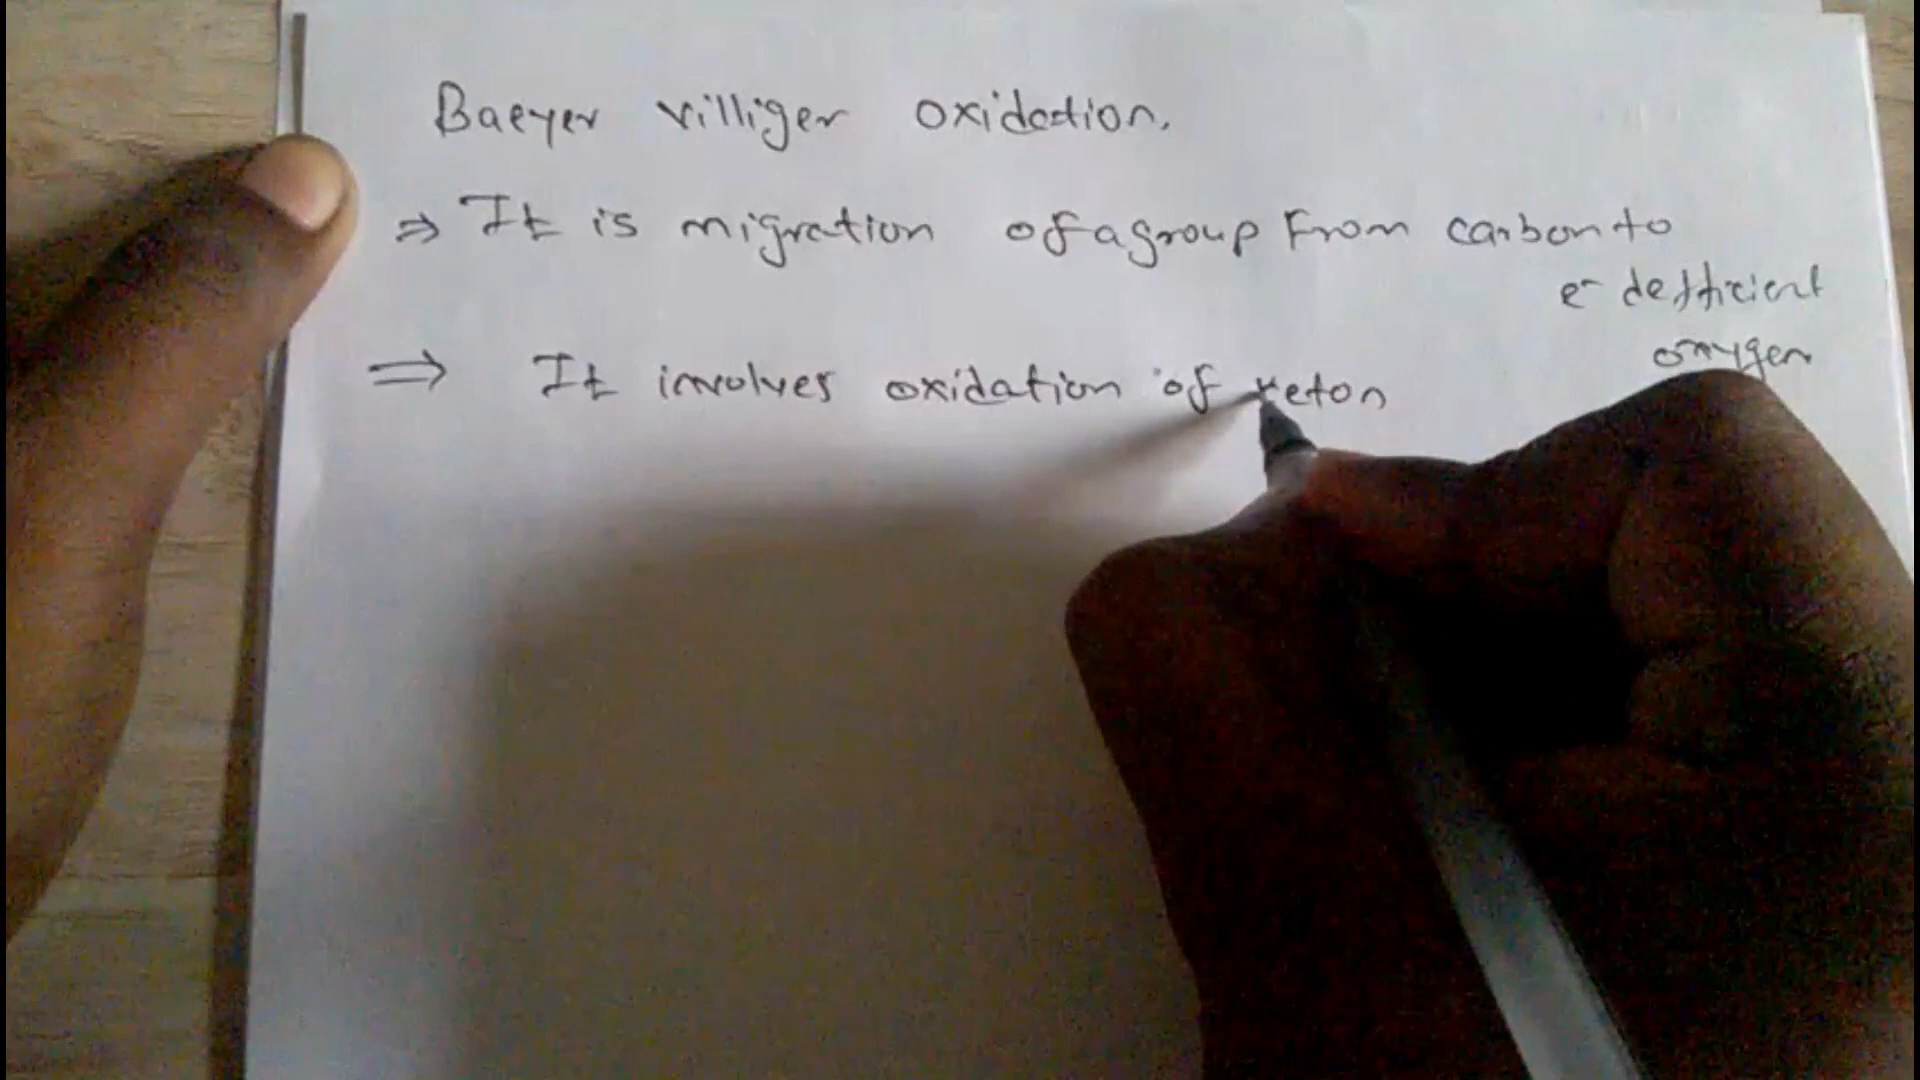 Baeyer villiger oxidation.
⇒ It is migration of a group from carbon to
e- defficient
oxygen
⇒ It involves oxidation of keton